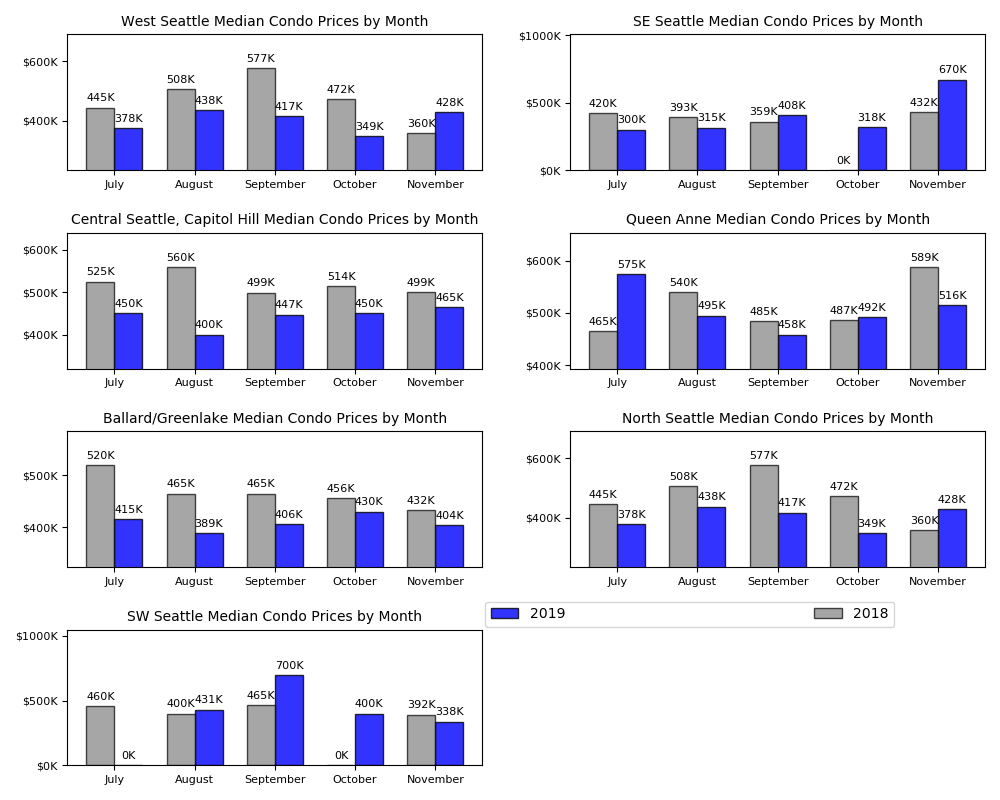 West Seattle Median Condo Prices by Month
$600K
$400K
445K 378K 508K 438K 577K 417K 472K 349K 360K 428K
July August September October November
SE Seattle Median Condo Prices by Month
$1000K
$500K
$0K
420K 300K 393K 315K 359K 408K 0K 318K 432K 670K
July August September October November
Central Seattle, Capitol Hill Median Condo Prices by Month
$600K
$500K
$400K
525K 450K 560K 400K 499K 447K 514K 450K 499K 465K
July August September October November
Queen Anne Median Condo Prices by Month
$600K
$500K
$400K
465K 575K 540K 495K 485K 458K 487K 492K 589K 516K
July August September October November
Ballard/Greenlake Median Condo Prices by Month
$500K
$400K
520K 415K 465K 389K 465K 406K 456K 430K 432K 404K
July August September October November
North Seattle Median Condo Prices by Month
$600K
$400K
445K 378K 508K 438K 577K 417K 472K 349K 360K 428K
July August September October November
2019 2018
SW Seattle Median Condo Prices by Month
$1000K
$500K
$0K
460K 0K 400K 431K 465K 700K 0K 400K 392K 338K
July August September October November